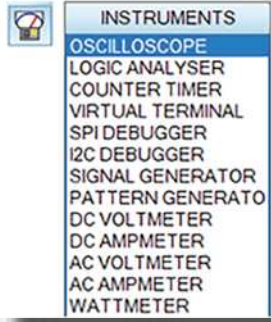 INSTRUMENTS
OSCILLOSCOPE
LOGIC ANALYSER
COUNTER TIMER
VIRTUAL TERMINAL
SPI DEBUGGER
I2C DEBUGGER
SIGNAL GENERATOR
PATTERN GENERATO
DC VOLTMETER
DC AMPMETER
AC VOLTMETER
AC AMPMETER
WATTMETER